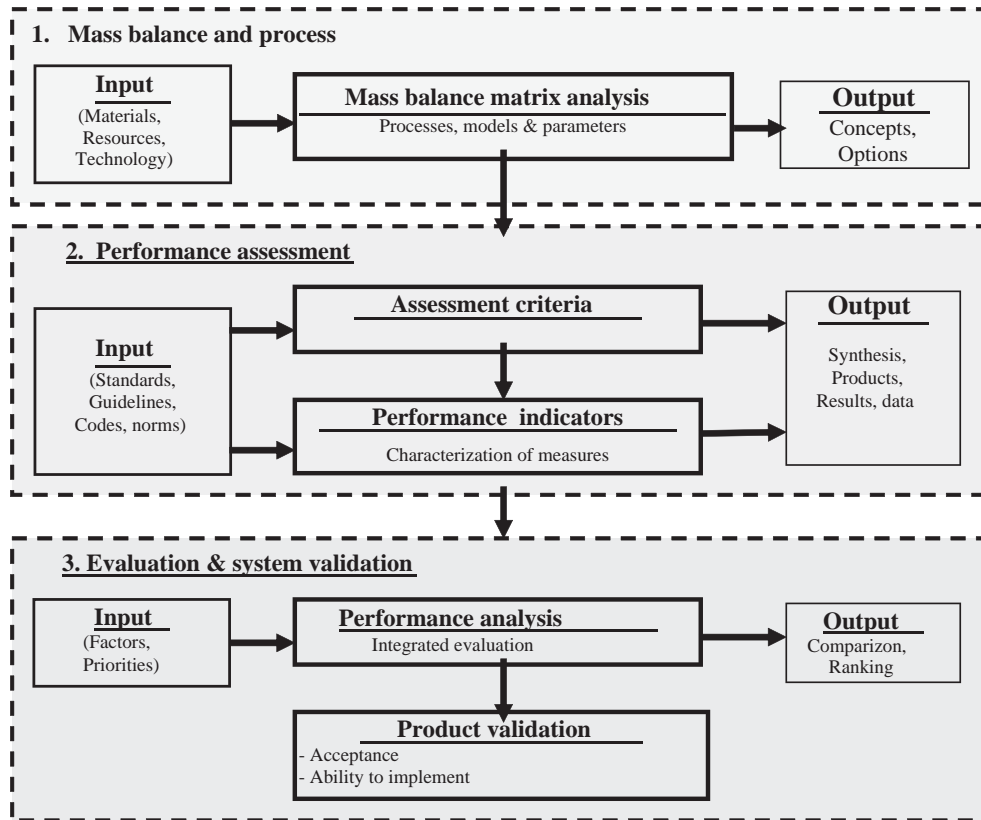 1. Mass balance and process
Input
(Materials,
Resources,
Technology)
Mass balance matrix analysis
Processes, models & parameters
Output
Concepts,
Options
2. Performance assessment
Input
(Standards,
Guidelines,
Codes, norms)
Assessment criteria
Performance indicators
Characterization of measures
Output
Synthesis,
Products,
Results, data
3. Evaluation & system validation
Input
(Factors,
Priorities)
Performance analysis
Integrated evaluation
Output
Comparizon,
Ranking
Product validation
- Acceptance
- Ability to implement